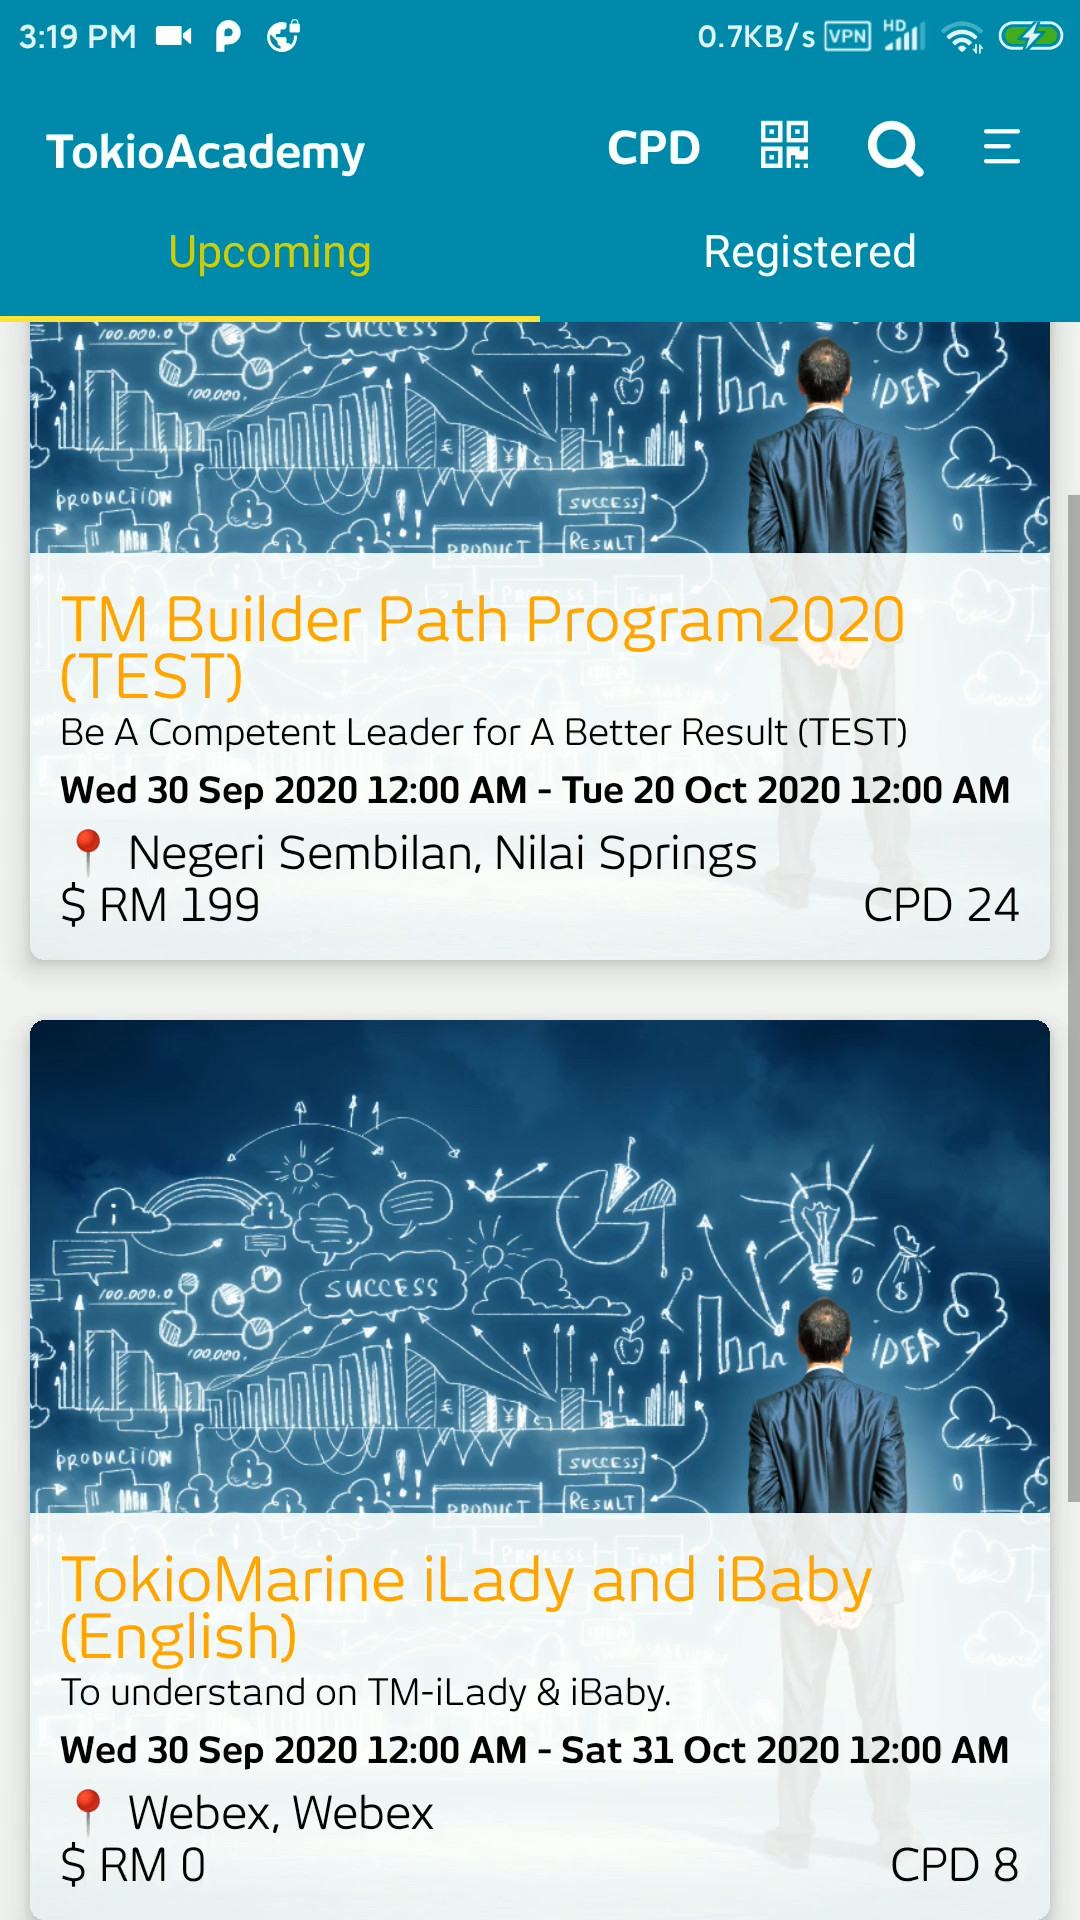 3:19 PM 0.7KB/s VPN HD
TokioAcademy CPD
Upcoming Registered
SUCCESS
100.000.0
100,000.
IDEA
PRODUCTION
SUCCESS
PRODUCT RESULT
TM Builder Path Program2020
(TEST)
Be A Competent Leader for A Better Result (TEST)
Wed 30 Sep 2020 12:00 AM - Tue 20 Oct 2020 12:00 AM
Negeri Sembilan, Nilai Springs
$ RM 199 CPD 24
SUCCESS
100.000.0
100,000.
IDEA
PRODUCTION
SUCCESS
PRODUCT RESULT
TokioMarine iLady and iBaby
(English)
To understand on TM-iLady & iBaby.
Wed 30 Sep 2020 12:00 AM - Sat 31 Oct 2020 12:00 AM
Webex, Webex
$ RM 0 CPD 8